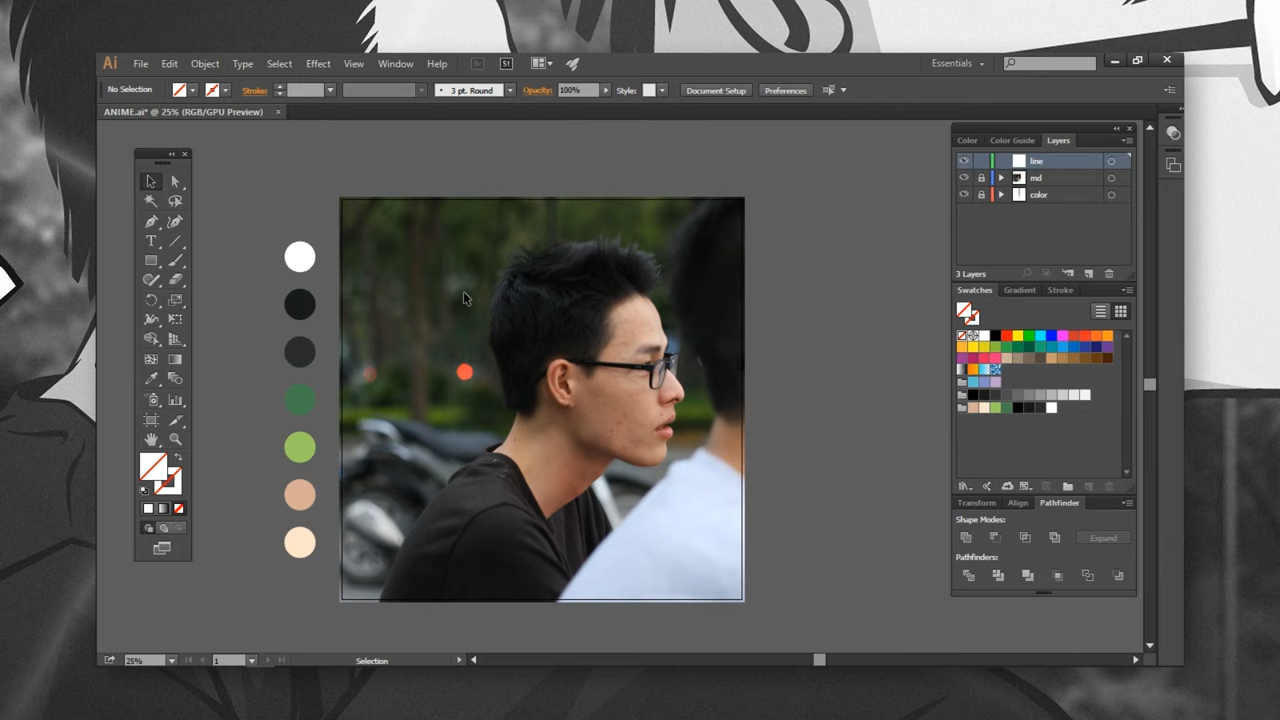 Ai File Edit Object Type Select Effect View Window Help Br St Essentials
No Selection Stroke: 3 pt. Round Opacity: 100% Style: Document Setup Preferences
ANIME.ai* @ 25% (RGB/GPU Preview) ×
Color Color Guide Layers
line
md
color
3 Layers
Swatches Gradient Stroke
Transform Align Pathfinder
Shape Modes:
Expand
Pathfinders:
25% 1 Selection